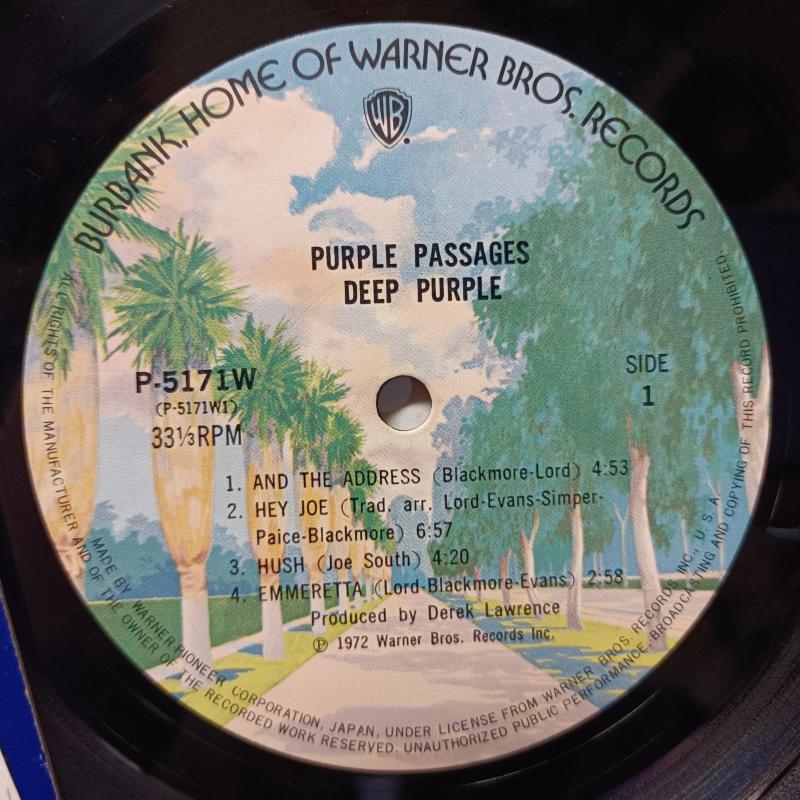 BURBANK, HOME OF WARNER BROS. RECORDS
WB
PURPLE PASSAGES
DEEP PURPLE
P-5171W
(P-5171W1)
33⅓RPM
SIDE
1
1. AND THE ADDRESS (Blackmore-Lord) 4:53
2. HEY JOE (Trad. arr. Lord-Evans-Simper-
Paice-Blackmore) 6:57
3. HUSH (Joe South) 4:20
4. EMMERETTA (Lord-Blackmore-Evans) 2:58
Produced by Derek Lawrence
℗ 1972 Warner Bros. Records Inc.
MADE BY WARNER-PIONEER CORPORATION, JAPAN, UNDER LICENSE FROM WARNER BROS. RECORDS INC., U. S. A.
ALL RIGHTS OF THE MANUFACTURER AND OF THE OWNER OF THE RECORDED WORK RESERVED. UNAUTHORIZED PUBLIC PERFORMANCE, BROADCASTING AND COPYING OF THIS RECORD PROHIBITED.